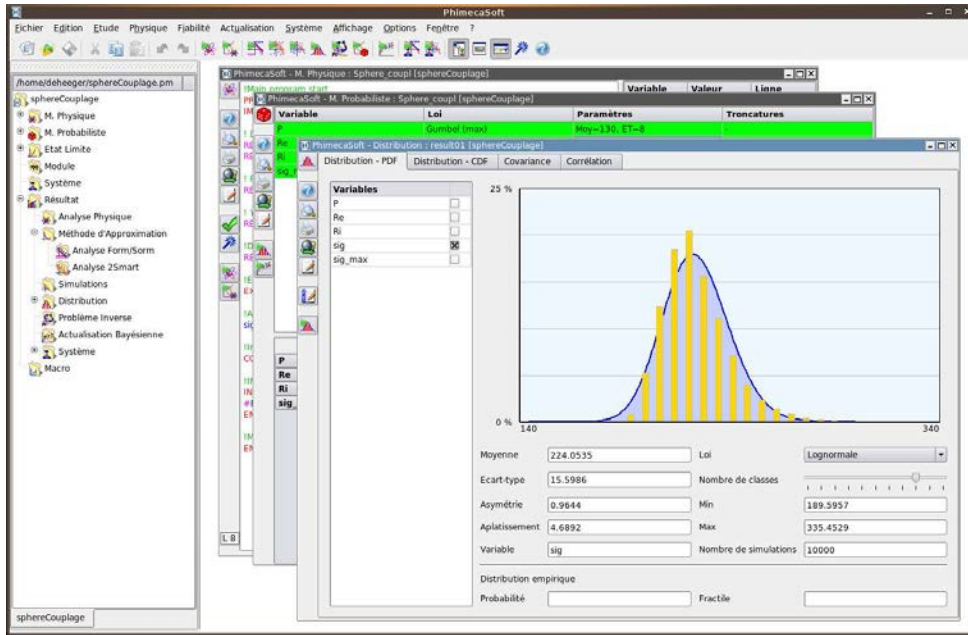 PhimecaSoft
Fichier Edition Etude Physique Fiabilité Actualisation Système Affichage Options Fenêtre ?
/home/deheeger/sphereCouplage.pm
sphereCouplage
M. Physique
M. Probabiliste
Etat Limite
Module
Système
Résultat
Analyse Physique
Méthode d'Approximation
Analyse Form/Sorm
Analyse 2Smart
Simulations
Distribution
Problème Inverse
Actualisation Bayésienne
Système
Macro
sphereCouplage
PhimecaSoft - M. Physique : Sphere_coupl [sphereCouplage]
!Main program start
Variable Valeur Ligne
PhimecaSoft - M. Probabiliste : Sphere_coupl [sphereCouplage]
Variable Loi Paramètres Troncatures
P Gumbel (max) Moy=130, ET=8 -
Re
Ri
P
Re
Ri
sig_
L 8
PhimecaSoft - Distribution : result01 [sphereCouplage]
Distribution - PDF Distribution - CDF Covariance Corrélation
Variables
P
Re
Ri
sig
sig_max
25 %
0 %
140 340
Moyenne 224.0535 Loi Lognormale
Ecart-type 15.5986 Nombre de classes
Asymétrie 0.9644 Min 189.5957
Aplatissement 4.6892 Max 335.4529
Variable sig Nombre de simulations 10000
Distribution empirique
Probabilité Fractile